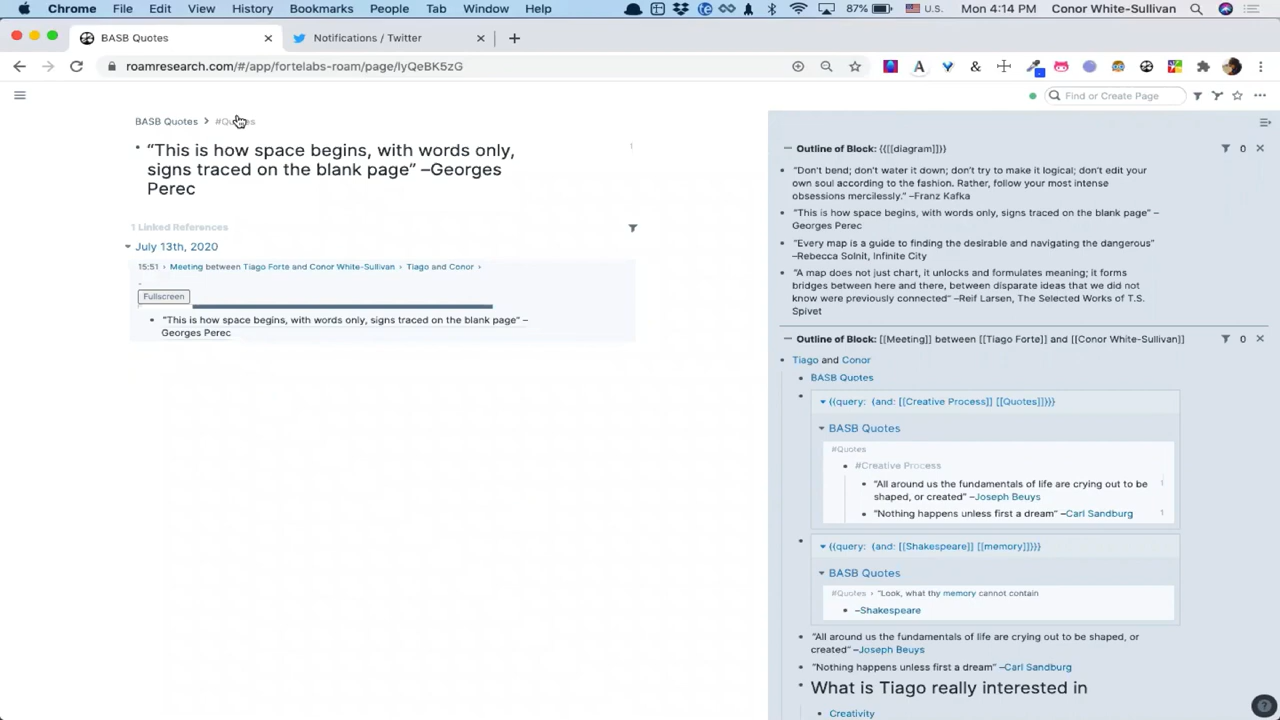 Chrome File Edit View History Bookmarks People Tab Window Help 87% U.S. Mon 4:14 PM Conor White-Sullivan
BASB Quotes Notifications / Twitter
roamresearch.com/#/app/fortelabs-roam/page/IyQeBK5zG
Find or Create Page
BASB Quotes > #Quotes
“This is how space begins, with words only,
signs traced on the blank page” –Georges
Perec
1
1 Linked References
July 13th, 2020
15:51 › Meeting between Tiago Forte and Conor White-Sullivan › Tiago and Conor ›
Fullscreen
“This is how space begins, with words only, signs traced on the blank page” –
Georges Perec
Outline of Block: {{[[diagram]]}} 0
“Don't bend; don't water it down; don't try to make it logical; don't edit your
own soul according to the fashion. Rather, follow your most intense
obsessions mercilessly.” –Franz Kafka
“This is how space begins, with words only, signs traced on the blank page” –
Georges Perec
“Every map is a guide to finding the desirable and navigating the dangerous”
–Rebecca Solnit, Infinite City
“A map does not just chart, it unlocks and formulates meaning; it forms
bridges between here and there, between disparate ideas that we did not
know were previously connected” –Reif Larsen, The Selected Works of T.S.
Spivet
Outline of Block: [[Meeting]] between [[Tiago Forte]] and [[Conor White-Sullivan]] 0
Tiago and Conor
BASB Quotes
{{query: {and: [[Creative Process]] [[Quotes]]}}}
BASB Quotes
#Quotes
#Creative Process
“All around us the fundamentals of life are crying out to be 1
shaped, or created” –Joseph Beuys
“Nothing happens unless first a dream” –Carl Sandburg 1
{{query: {and: [[Shakespeare]] [[memory]]}}}
BASB Quotes
#Quotes › “Look, what thy memory cannot contain
–Shakespeare
“All around us the fundamentals of life are crying out to be shaped, or
created” –Joseph Beuys
“Nothing happens unless first a dream” –Carl Sandburg
What is Tiago really interested in
Creativity